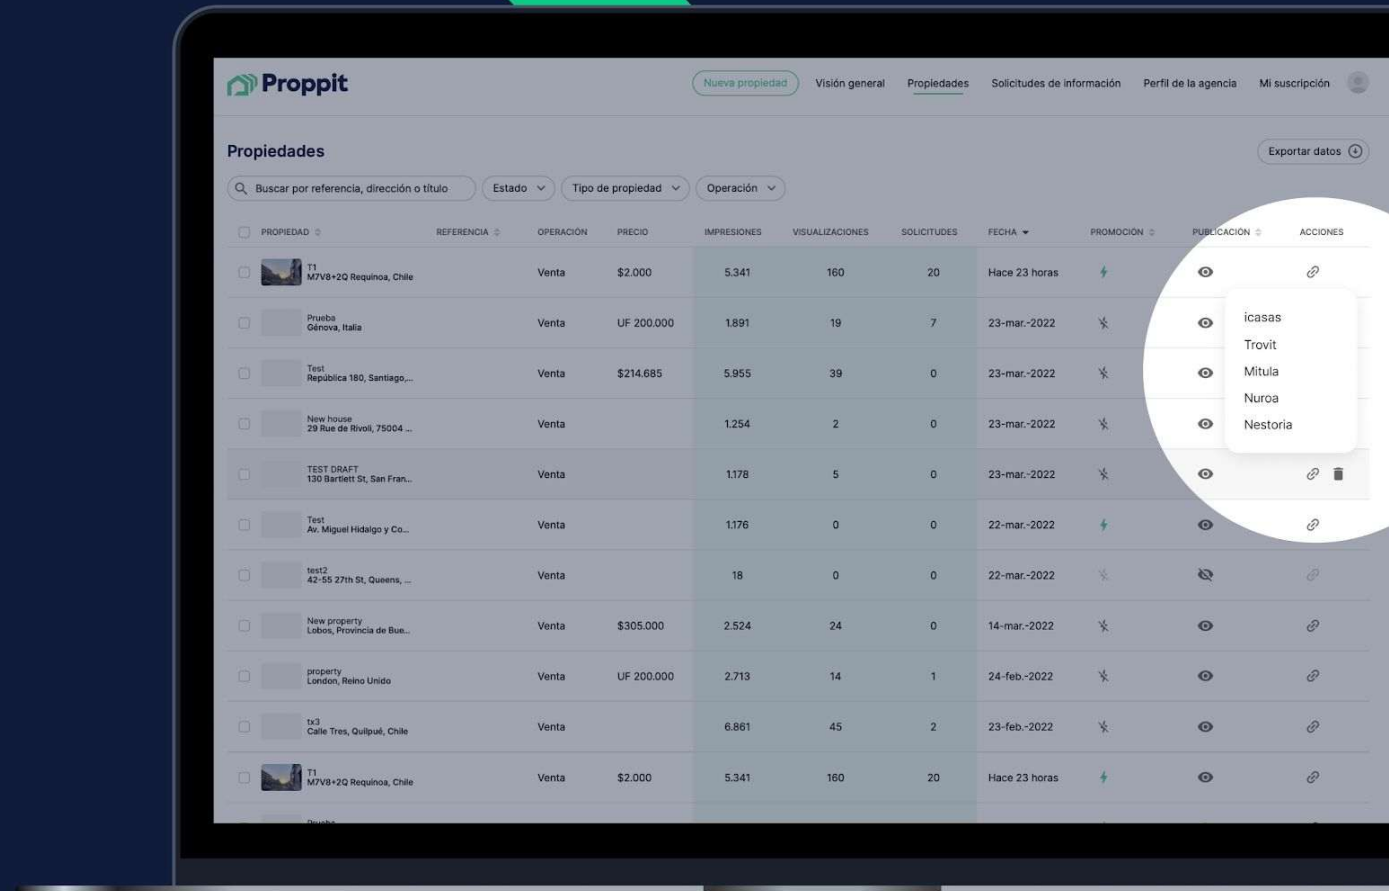 Proppit
Nueva propiedad Visión general Propiedades Solicitudes de información Perfil de la agencia Mi suscripción
Propiedades
Exportar datos
Buscar por referencia, dirección o título Estado Tipo de propiedad Operación
PROPIEDAD REFERENCIA OPERACIÓN PRECIO IMPRESIONES VISUALIZACIONES SOLICITUDES FECHA PROMOCIÓN PUBLICACIÓN ACCIONES
T1
M7V8+2Q Requinoa, Chile Venta $2.000 5.341 160 20 Hace 23 horas
Prueba
Génova, Italia Venta UF 200.000 1.891 19 7 23-mar.-2022
Test
República 180, Santiago,... Venta $214.685 5.955 39 0 23-mar.-2022
New house
29 Rue de Rivoli, 75004 ... Venta 1.254 2 0 23-mar.-2022
icasas
Trovit
Mitula
Nuroa
Nestoria
TEST DRAFT
130 Bartlett St, San Fran... Venta 1.178 5 0 23-mar.-2022
Test
Av. Miguel Hidalgo y Co... Venta 1.176 0 0 22-mar.-2022
test2
42-55 27th St, Queens, ... Venta 18 0 0 22-mar.-2022
New property
Lobos, Provincia de Bue... Venta $305.000 2.524 24 0 14-mar.-2022
property
London, Reino Unido Venta UF 200.000 2.713 14 1 24-feb.-2022
tx3
Calle Tres, Quilpué, Chile Venta 6.861 45 2 23-feb.-2022
T1
M7V8+2Q Requinoa, Chile Venta $2.000 5.341 160 20 Hace 23 horas